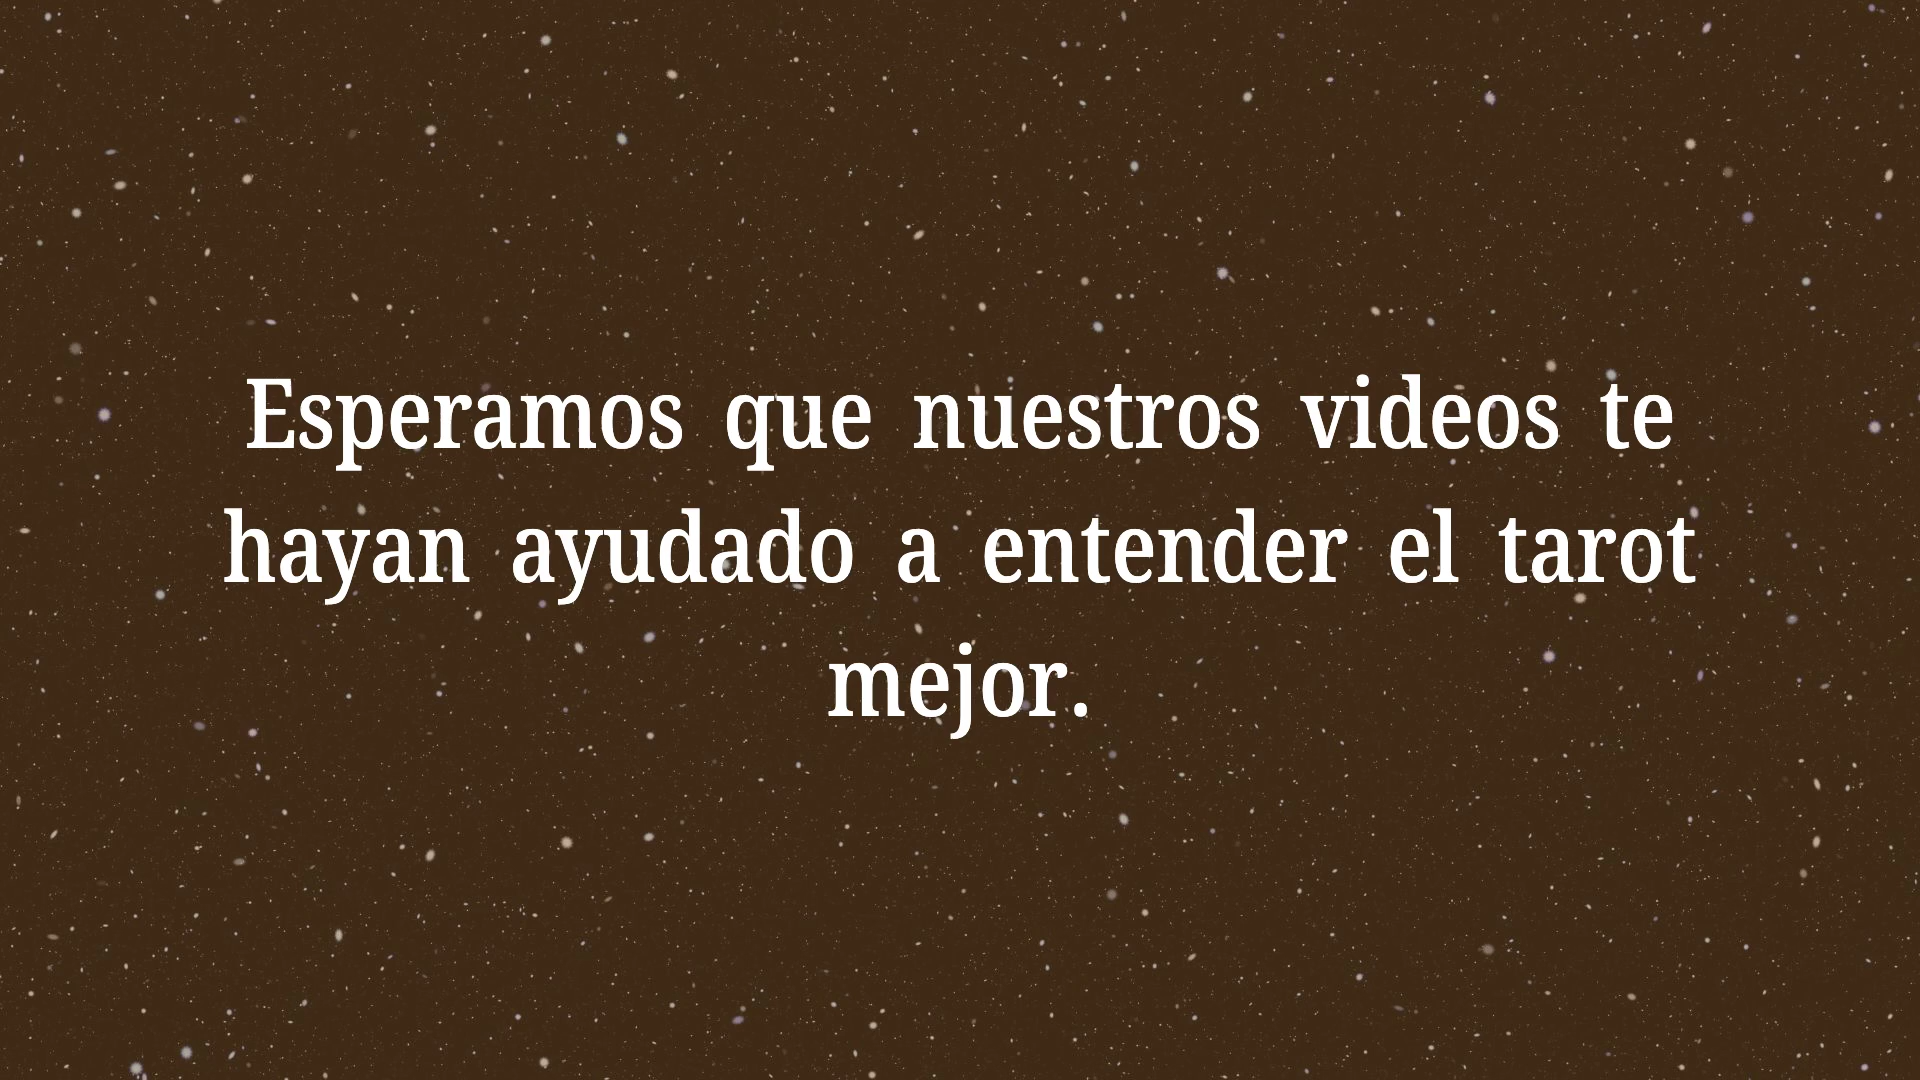 Esperamos que nuestros videos te
hayan ayudado a entender el tarot
mejor.